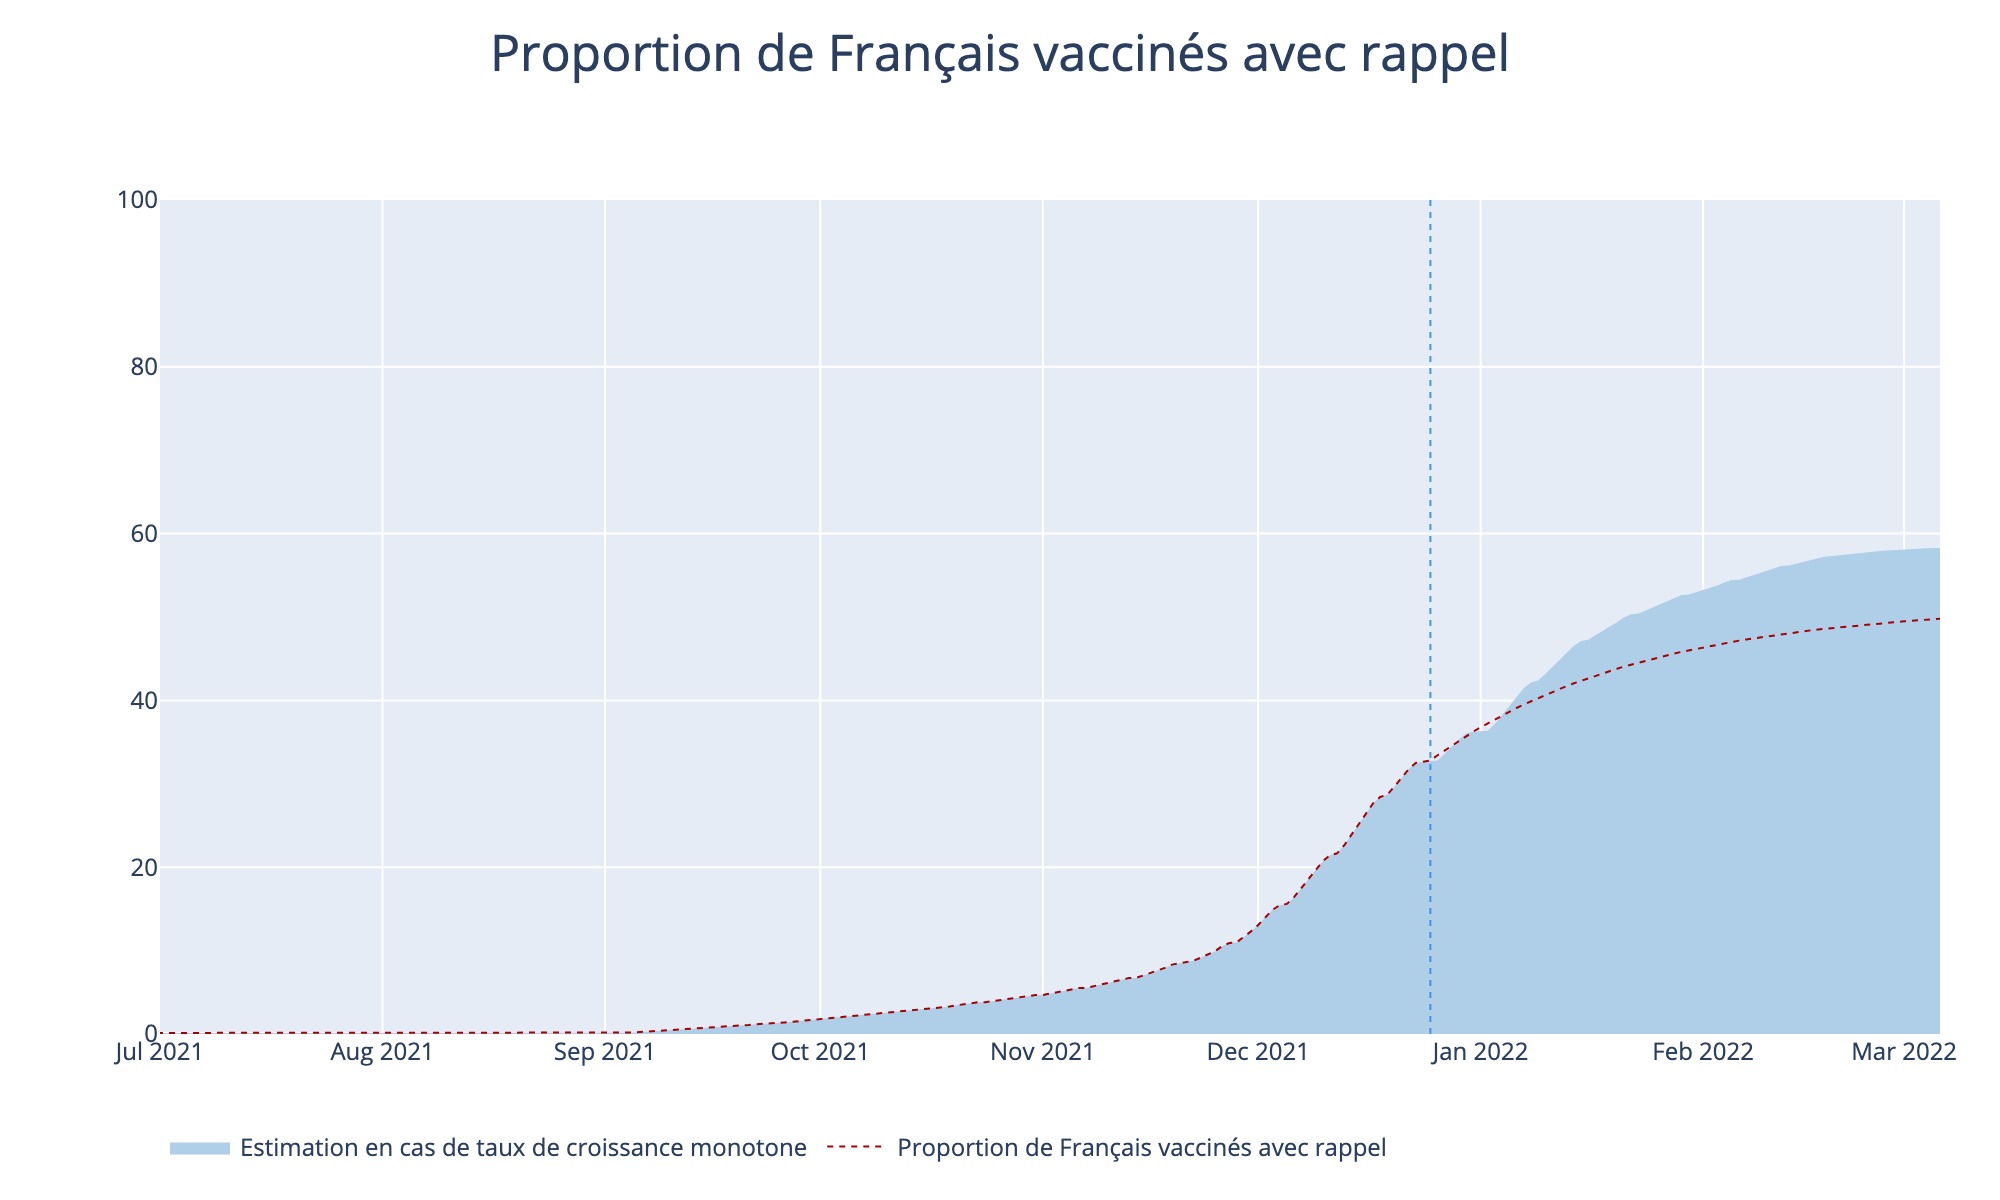 Proportion de Français vaccinés avec rappel
100
80
60
40
20
0
Jul 2021 Aug 2021 Sep 2021 Oct 2021 Nov 2021 Dec 2021 Jan 2022 Feb 2022 Mar 2022
Estimation en cas de taux de croissance monotone Proportion de Français vaccinés avec rappel